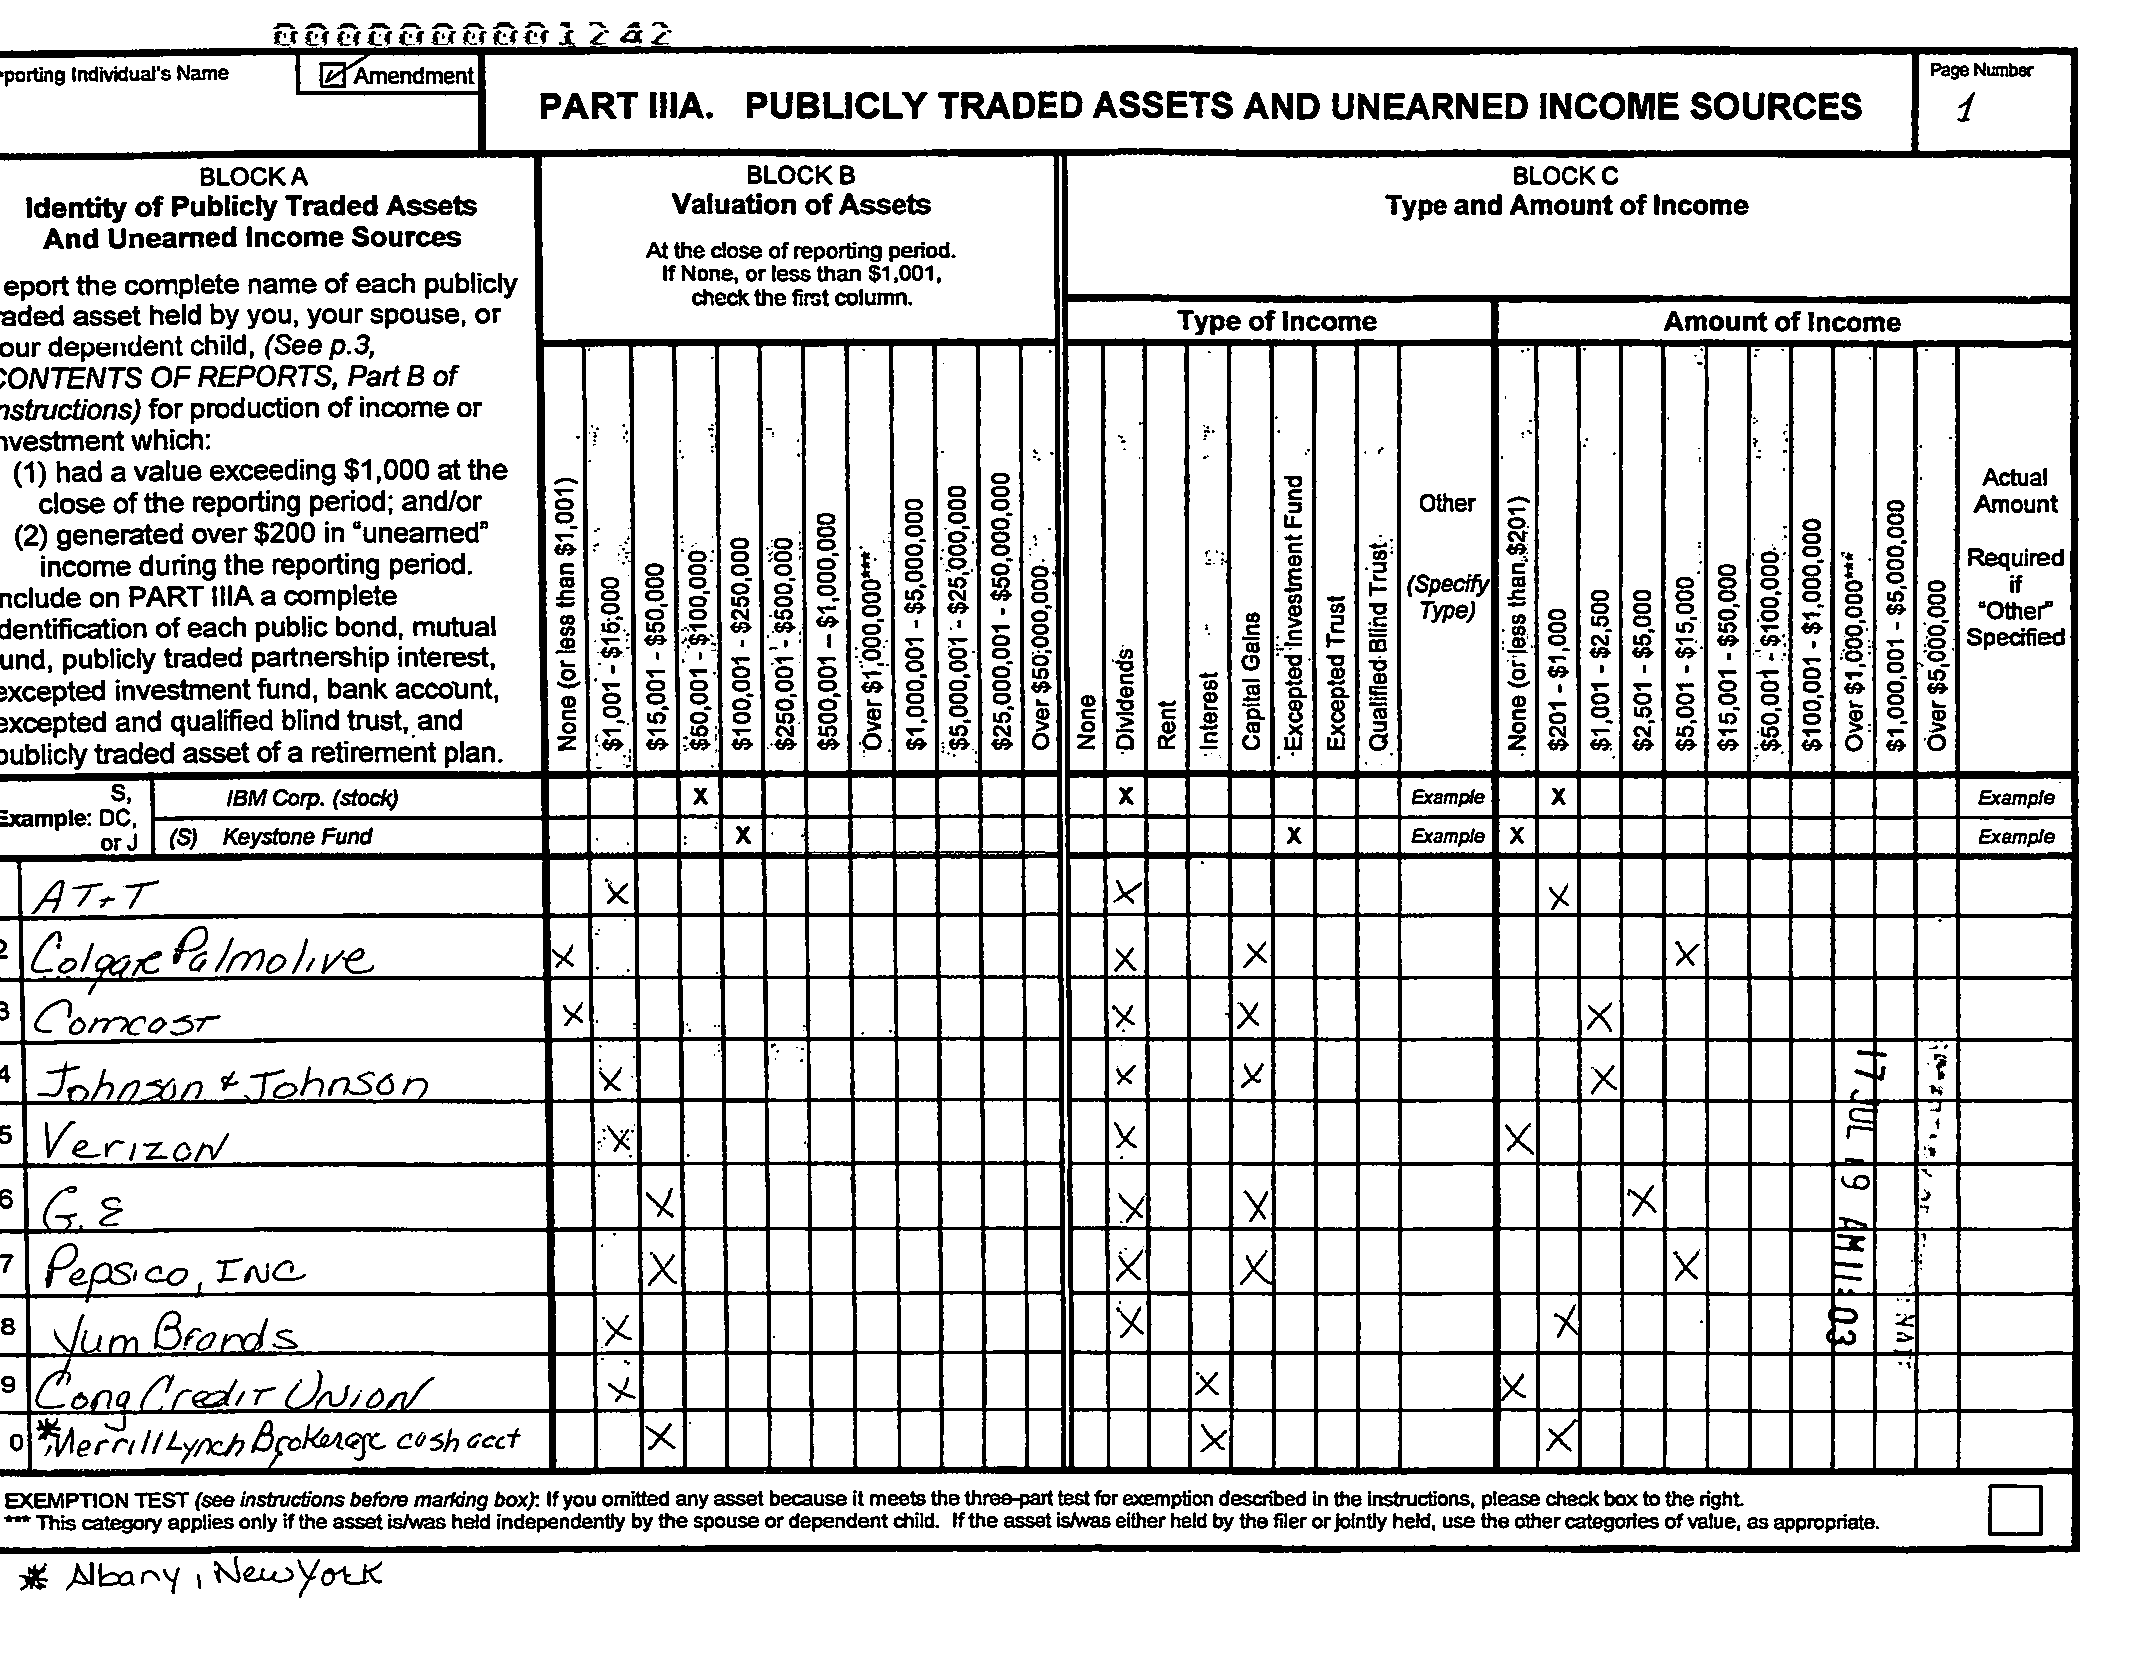 000000001242
porting Individual's Name
Amendment
PART IIIA. PUBLICLY TRADED ASSETS AND UNEARNED INCOME SOURCES
Page Number
1
BLOCK A
Identity of Publicly Traded Assets
And Unearned Income Sources
eport the complete name of each publicly
aded asset held by you, your spouse, or
our dependent child, (See p.3,
CONTENTS OF REPORTS, Part B of
nstructions) for production of income or
nvestment which:
(1) had a value exceeding $1,000 at the
close of the reporting period; and/or
(2) generated over $200 in "unearned"
income during the reporting period.
nclude on PART IIIA a complete
dentification of each public bond, mutual
und, publicly traded partnership interest,
excepted investment fund, bank account,
excepted and qualified blind trust, and
publicly traded asset of a retirement plan.
BLOCK B
Valuation of Assets
At the close of reporting period.
If None, or less than $1,001,
check the first column.
None (or less than $1,001)
$1,001 - $15,000
$15,001 - $50,000
$50,001 - $100,000
$100,001 - $250,000
$250,001 - $500,000
$500,001 - $1,000,000
Over $1,000,000***
$1,000,001 - $5,000,000
$5,000,001 - $25,000,000
$25,000,001 - $50,000,000
Over $50,000,000
BLOCK C
Type and Amount of Income
Type of Income
None
Dividends
Rent
Interest
Capital Gains
Excepted Investment Fund
Excepted Trust
Qualified Blind Trust
Other
(Specify
Type)
Amount of Income
None (or less than $201)
$201 - $1,000
$1,001 - $2,500
$2,501 - $5,000
$5,001 - $15,000
$15,001 - $50,000
$50,001 - $100,000
$100,001 - $1,000,000
Over $1,000,000***
$1,000,001 - $5,000,000
Over $5,000,000
Actual
Amount
Required
if
"Other"
Specified
Example: S,
DC,
or J
IBM Corp. (stock) X X Example X Example
(S) Keystone Fund X X Example X Example
AT+T X X X
2 Colgate Palmolive X X X X
3 Comcast X X X X
4 Johnson & Johnson X X X X
5 Verizon X X X
6 G.E X X X X
7 Pepsico, INC X X X X
8 Yum Brands X X X
9 Cong Credit Union X X X
0 *Merrill Lynch Brokerage cash acct X X X
17 JUL 19 AM 11:03
EXEMPTION TEST (see instructions before marking box): If you omitted any asset because it meets the three-part test for exemption described in the instructions, please check box to the right.
*** This category applies only if the asset is/was held independently by the spouse or dependent child. If the asset is/was either held by the filer or jointly held, use the other categories of value, as appropriate.
* Albany, New York